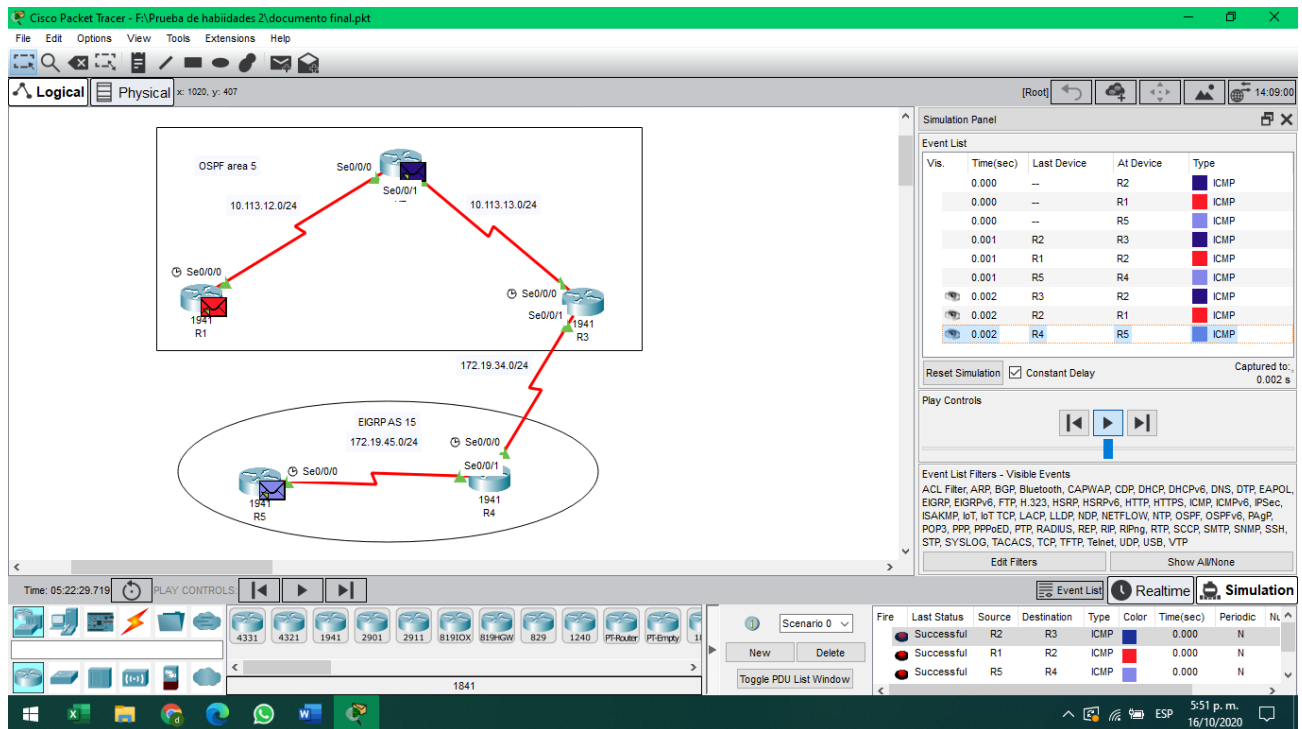 Cisco Packet Tracer - F:\Prueba de habiidades 2\documento final.pkt
File Edit Options View Tools Extensions Help
Logical Physical x: 1020, y: 407
[Root] 14:09:00
OSPF area 5
Se0/0/0
Se0/0/1
10.113.12.0/24
10.113.13.0/24
Se0/0/0
1941
R1
Se0/0/0
Se0/0/1
1941
R3
172.19.34.0/24
EIGRP AS 15
172.19.45.0/24
Se0/0/0
Se0/0/1
Se0/0/0
1941
R5
1941
R4
Simulation Panel
Event List
Vis. Time(sec) Last Device At Device Type
0.000 -- R2 ICMP
0.000 -- R1 ICMP
0.000 -- R5 ICMP
0.001 R2 R3 ICMP
0.001 R1 R2 ICMP
0.001 R5 R4 ICMP
0.002 R3 R2 ICMP
0.002 R2 R1 ICMP
0.002 R4 R5 ICMP
Reset Simulation Constant Delay Captured to:
0.002 s
Play Controls
Event List Filters - Visible Events
ACL Filter, ARP, BGP, Bluetooth, CAPWAP, CDP, DHCP, DHCPv6, DNS, DTP, EAPOL,
EIGRP, EIGRPv6, FTP, H.323, HSRP, HSRPv6, HTTP, HTTPS, ICMP, ICMPv6, IPSec,
ISAKMP, IoT, IoT TCP, LACP, LLDP, NDP, NETFLOW, NTP, OSPF, OSPFv6, PAgP,
POP3, PPP, PPPoED, PTP, RADIUS, REP, RIP, RIPng, RTP, SCCP, SMTP, SNMP, SSH,
STP, SYSLOG, TACACS, TCP, TFTP, Telnet, UDP, USB, VTP
Edit Filters Show All/None
Time: 05:22:29.719 PLAY CONTROLS: Event List Realtime Simulation
4331 4321 1941 2901 2911 819IOX 819HGW 829 1240 PT-Router PT-Empty
1841
Scenario 0
New Delete
Toggle PDU List Window
Fire Last Status Source Destination Type Color Time(sec) Periodic
Successful R2 R3 ICMP 0.000 N
Successful R1 R2 ICMP 0.000 N
Successful R5 R4 ICMP 0.000 N
ESP
5:51 p. m.
16/10/2020